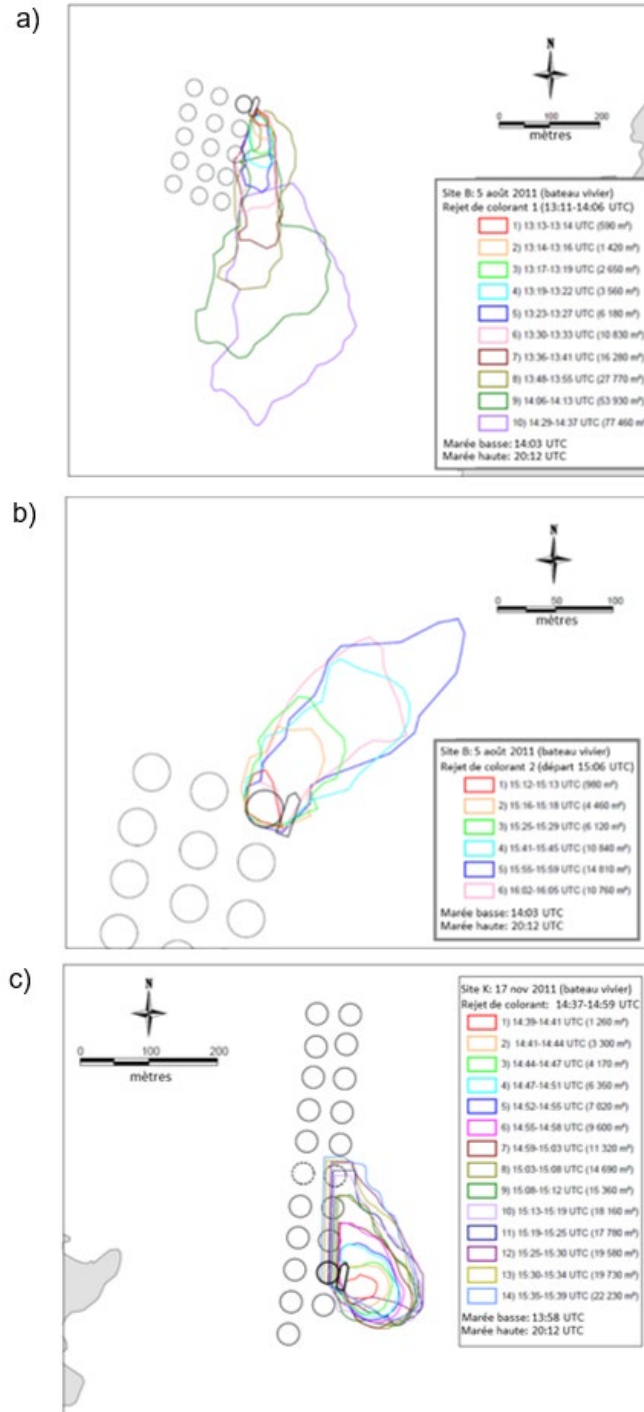 a)
N
0 100 200
mètres
Site B: 5 août 2011 (bateau vivier)
Rejet de colorant 1 (13:11-14:06 UTC)
1) 13:13-13:14 UTC (590 m²)
2) 13:14-13:16 UTC (1 420 m²)
3) 13:17-13:19 UTC (2 650 m²)
4) 13:19-13:22 UTC (3 560 m²)
5) 13:23-13:27 UTC (6 180 m²)
6) 13:30-13:33 UTC (10 830 m²)
7) 13:36-13:41 UTC (16 280 m²)
8) 13:48-13:55 UTC (27 770 m²)
9) 14:06-14:13 UTC (53 930 m²)
10) 14:29-14:37 UTC (77 460 m²)
Marée basse: 14:03 UTC
Marée haute: 20:12 UTC
b)
N
0 50 100
mètres
Site B: 5 août 2011 (bateau vivier)
Rejet de colorant 2 (départ 15:06 UTC)
1) 15:12-15:13 UTC (980 m²)
2) 15:16-15:18 UTC (4 460 m²)
3) 15:25-15:29 UTC (6 120 m²)
4) 15:41-15:45 UTC (10 840 m²)
5) 15:55-15:59 UTC (14 810 m²)
6) 16:02-16:05 UTC (10 760 m²)
Marée basse: 14:03 UTC
Marée haute: 20:12 UTC
c)
N
0 100 200
mètres
Site K: 17 nov 2011 (bateau vivier)
Rejet de colorant: 14:37-14:59 UTC
1) 14:39-14:41 UTC (1 260 m²)
2) 14:41-14:44 UTC (3 300 m²)
3) 14:44-14:47 UTC (4 170 m²)
4) 14:47-14:51 UTC (6 350 m²)
5) 14:52-14:55 UTC (7 020 m²)
6) 14:55-14:58 UTC (9 600 m²)
7) 14:59-15:03 UTC (11 320 m²)
8) 15:03-15:08 UTC (14 690 m²)
9) 15:08-15:12 UTC (15 360 m²)
10) 15:13-15:19 UTC (18 160 m²)
11) 15:19-15:25 UTC (17 780 m²)
12) 15:25-15:30 UTC (19 580 m²)
13) 15:30-15:34 UTC (19 730 m²)
14) 15:35-15:39 UTC (22 230 m²)
Marée basse: 13:58 UTC
Marée haute: 20:12 UTC